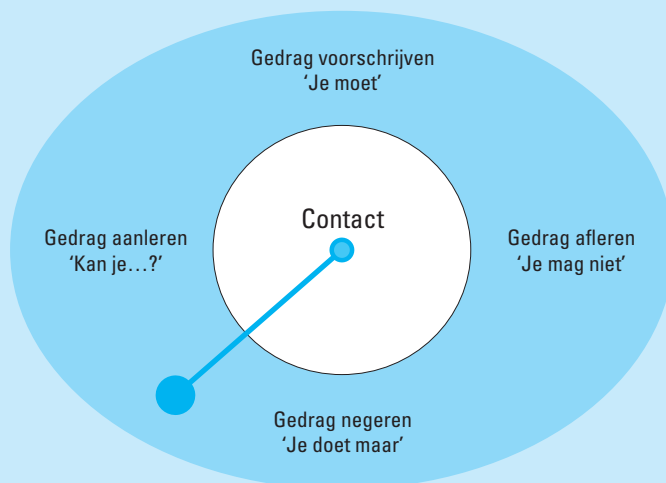 Gedrag voorschrijven
‘Je moet’
Contact
Gedrag aanleren
‘Kan je…?’
Gedrag afleren
‘Je mag niet’
Gedrag negeren
‘Je doet maar’